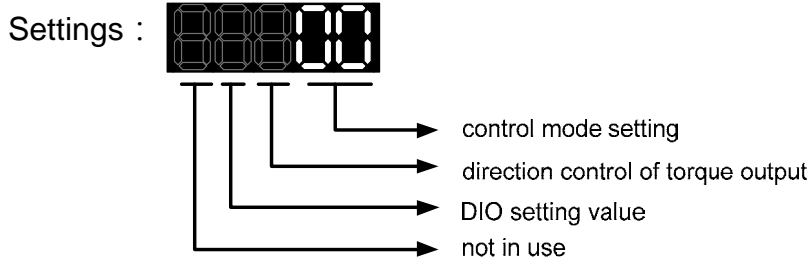 Settings : 00
control mode setting
direction control of torque output
DIO setting value
not in use